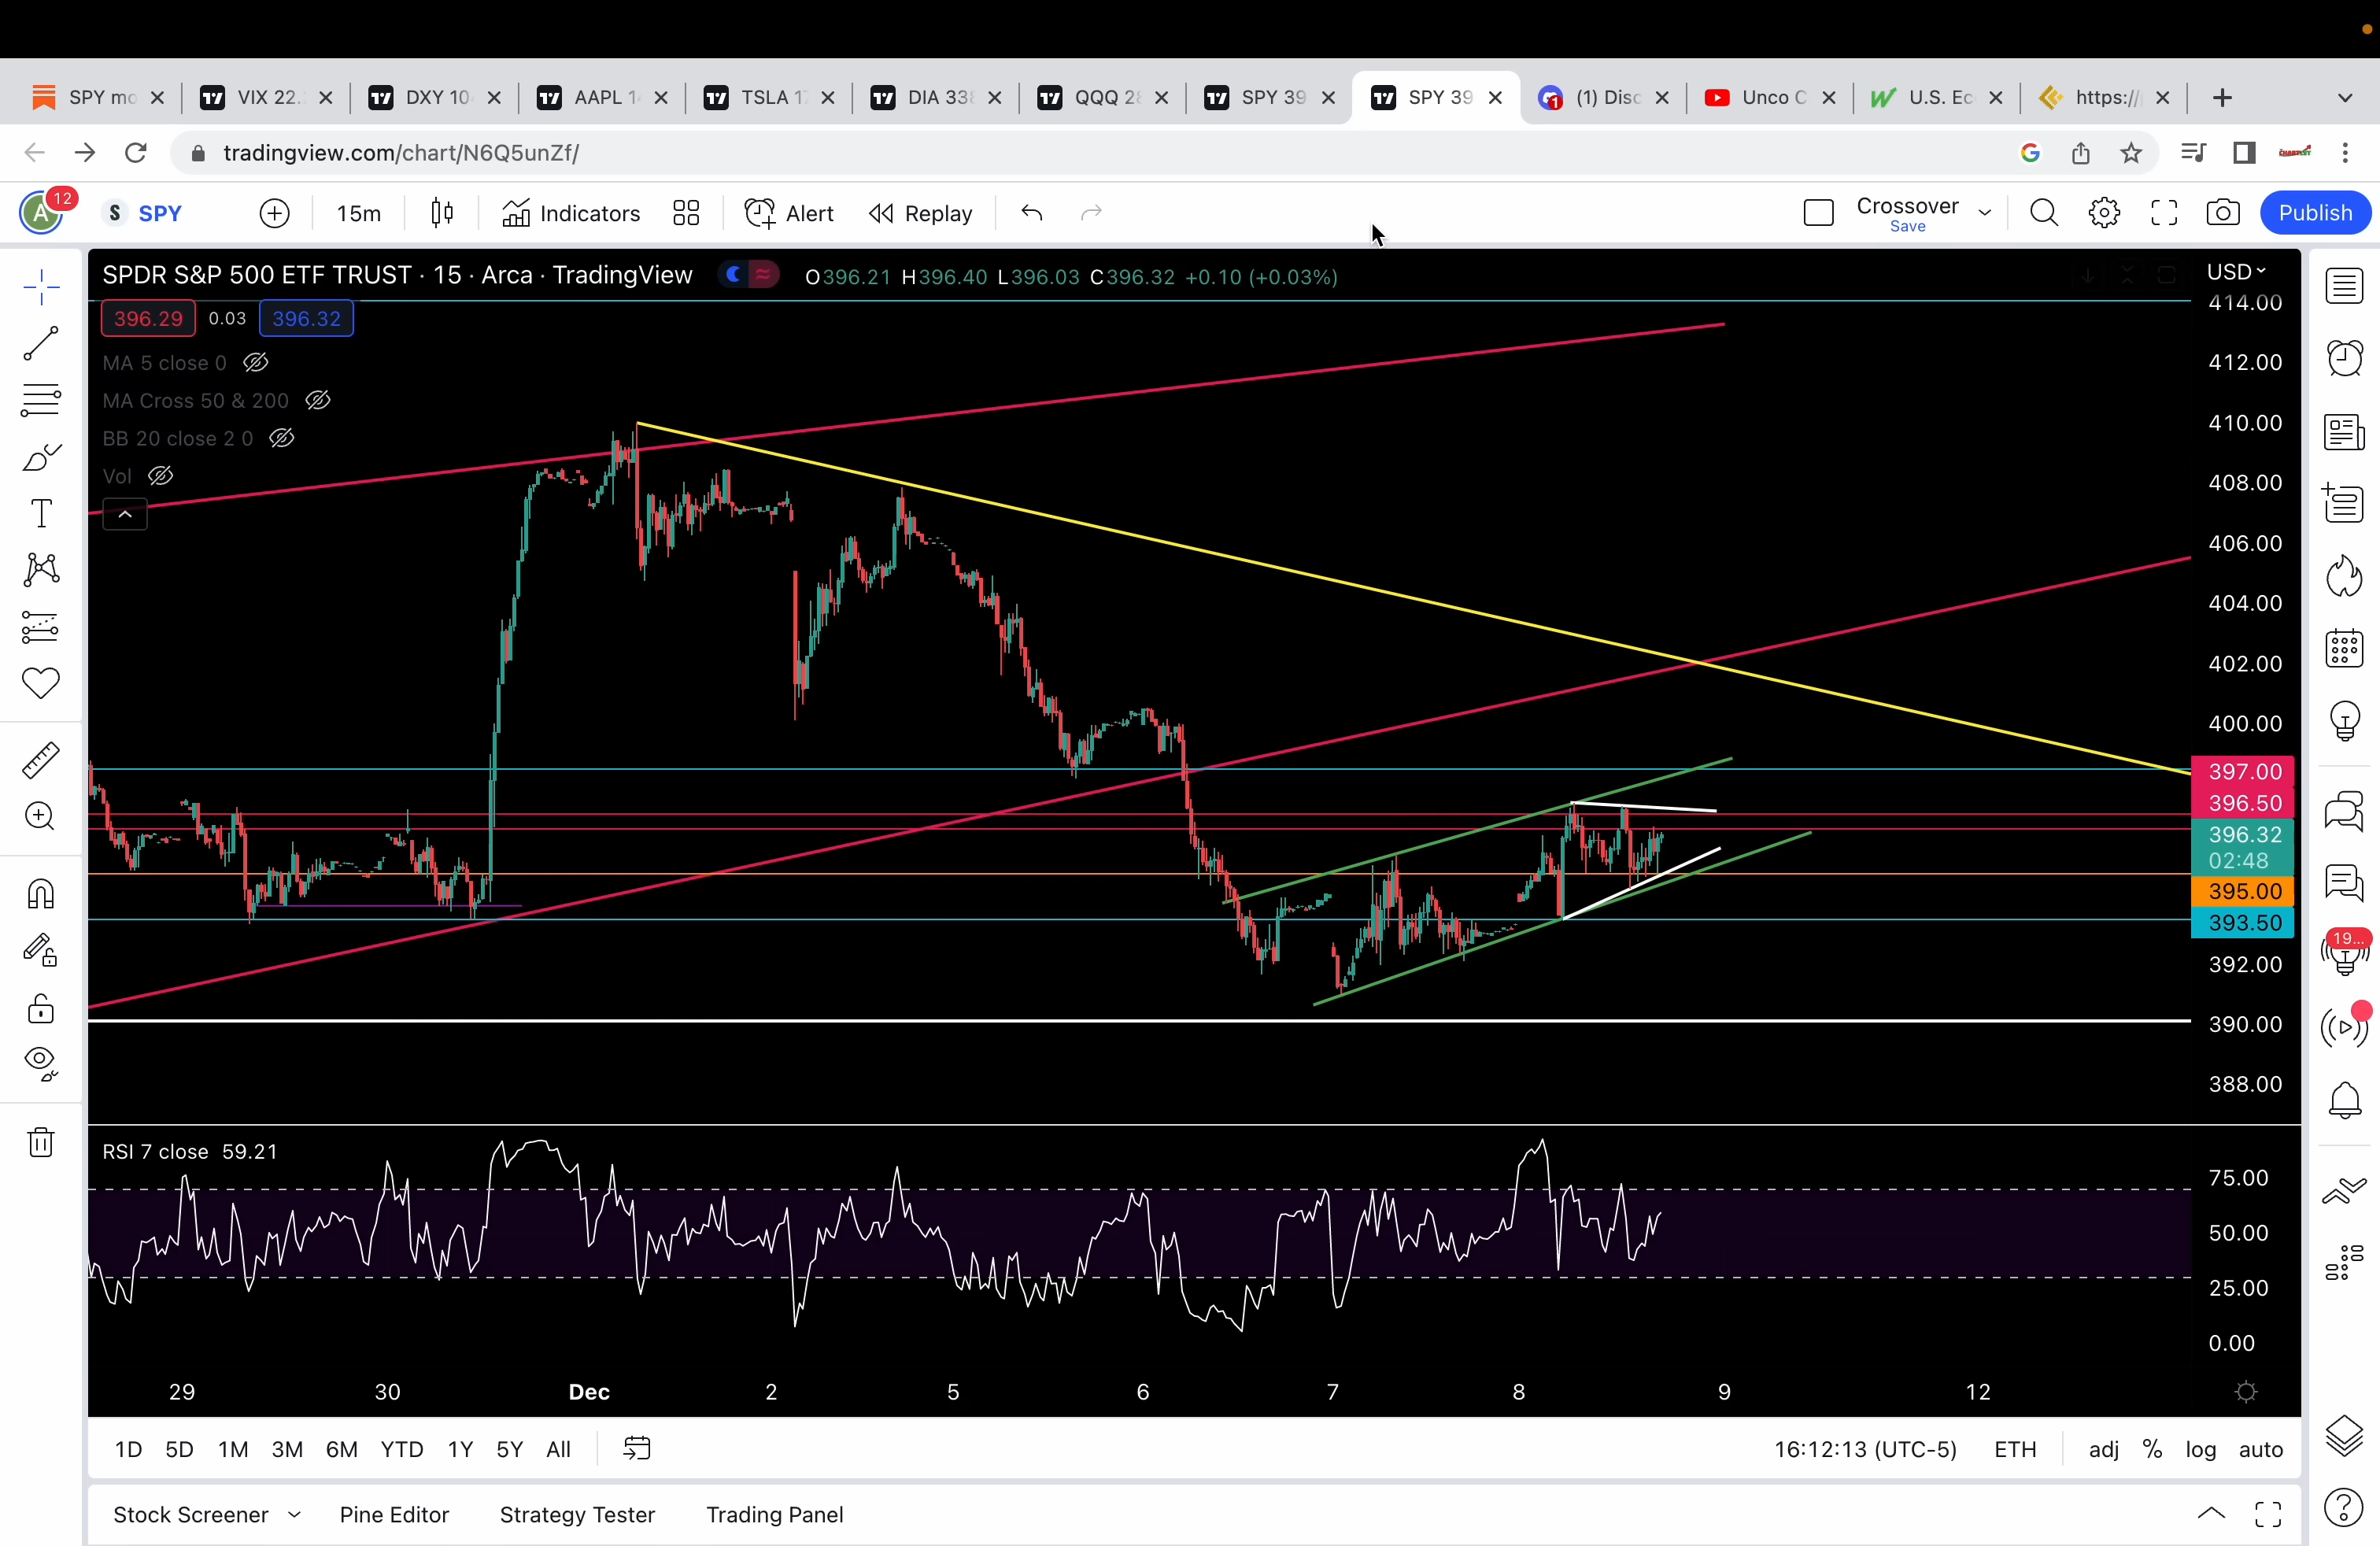 SPY mo
VIX 22.
DXY 10
AAPL 1
TSLA 1
DIA 338
QQQ 28
SPY 39
SPY 39
(1) Disc
Unco C
U.S. Ec
https://
tradingview.com/chart/N6Q5unZf/
A 12 S SPY 15m Indicators Alert Replay Crossover Save Publish
SPDR S&P 500 ETF TRUST · 15 · Arca · TradingView O396.21 H396.40 L396.03 C396.32 +0.10 (+0.03%)
USD
396.29 0.03 396.32
MA 5 close 0
MA Cross 50 & 200
BB 20 close 2 0
Vol
414.00
412.00
410.00
408.00
406.00
404.00
402.00
400.00
397.00
396.50
396.32
02:48
395.00
393.50
392.00
390.00
388.00
19...
RSI 7 close 59.21
75.00
50.00
25.00
0.00
29 30 Dec 2 5 6 7 8 9 12
1D 5D 1M 3M 6M YTD 1Y 5Y All 16:12:13 (UTC-5) ETH adj % log auto
Stock Screener Pine Editor Strategy Tester Trading Panel